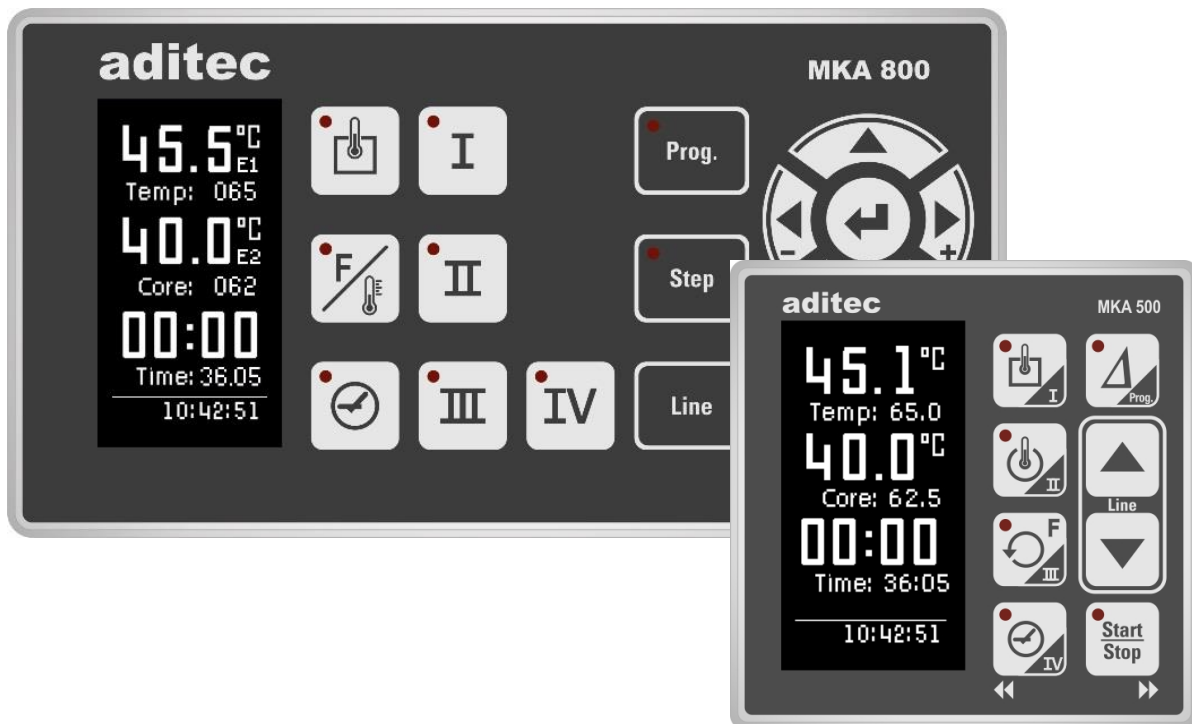 aditec
MKA 800
45.5°C
E1
Temp: 065
40.0°C
E2
Core: 062
00:00
Time: 36.05
10:42:51
I
F
II
III
IV
Prog.
Step
Line
-
+
aditec
MKA 500
45.1°C
Temp: 65.0
40.0°C
Core: 62.5
00:00
Time: 36:05
10:42:51
I
Δ
Prog.
II
Line
F
III
IV
Start
Stop